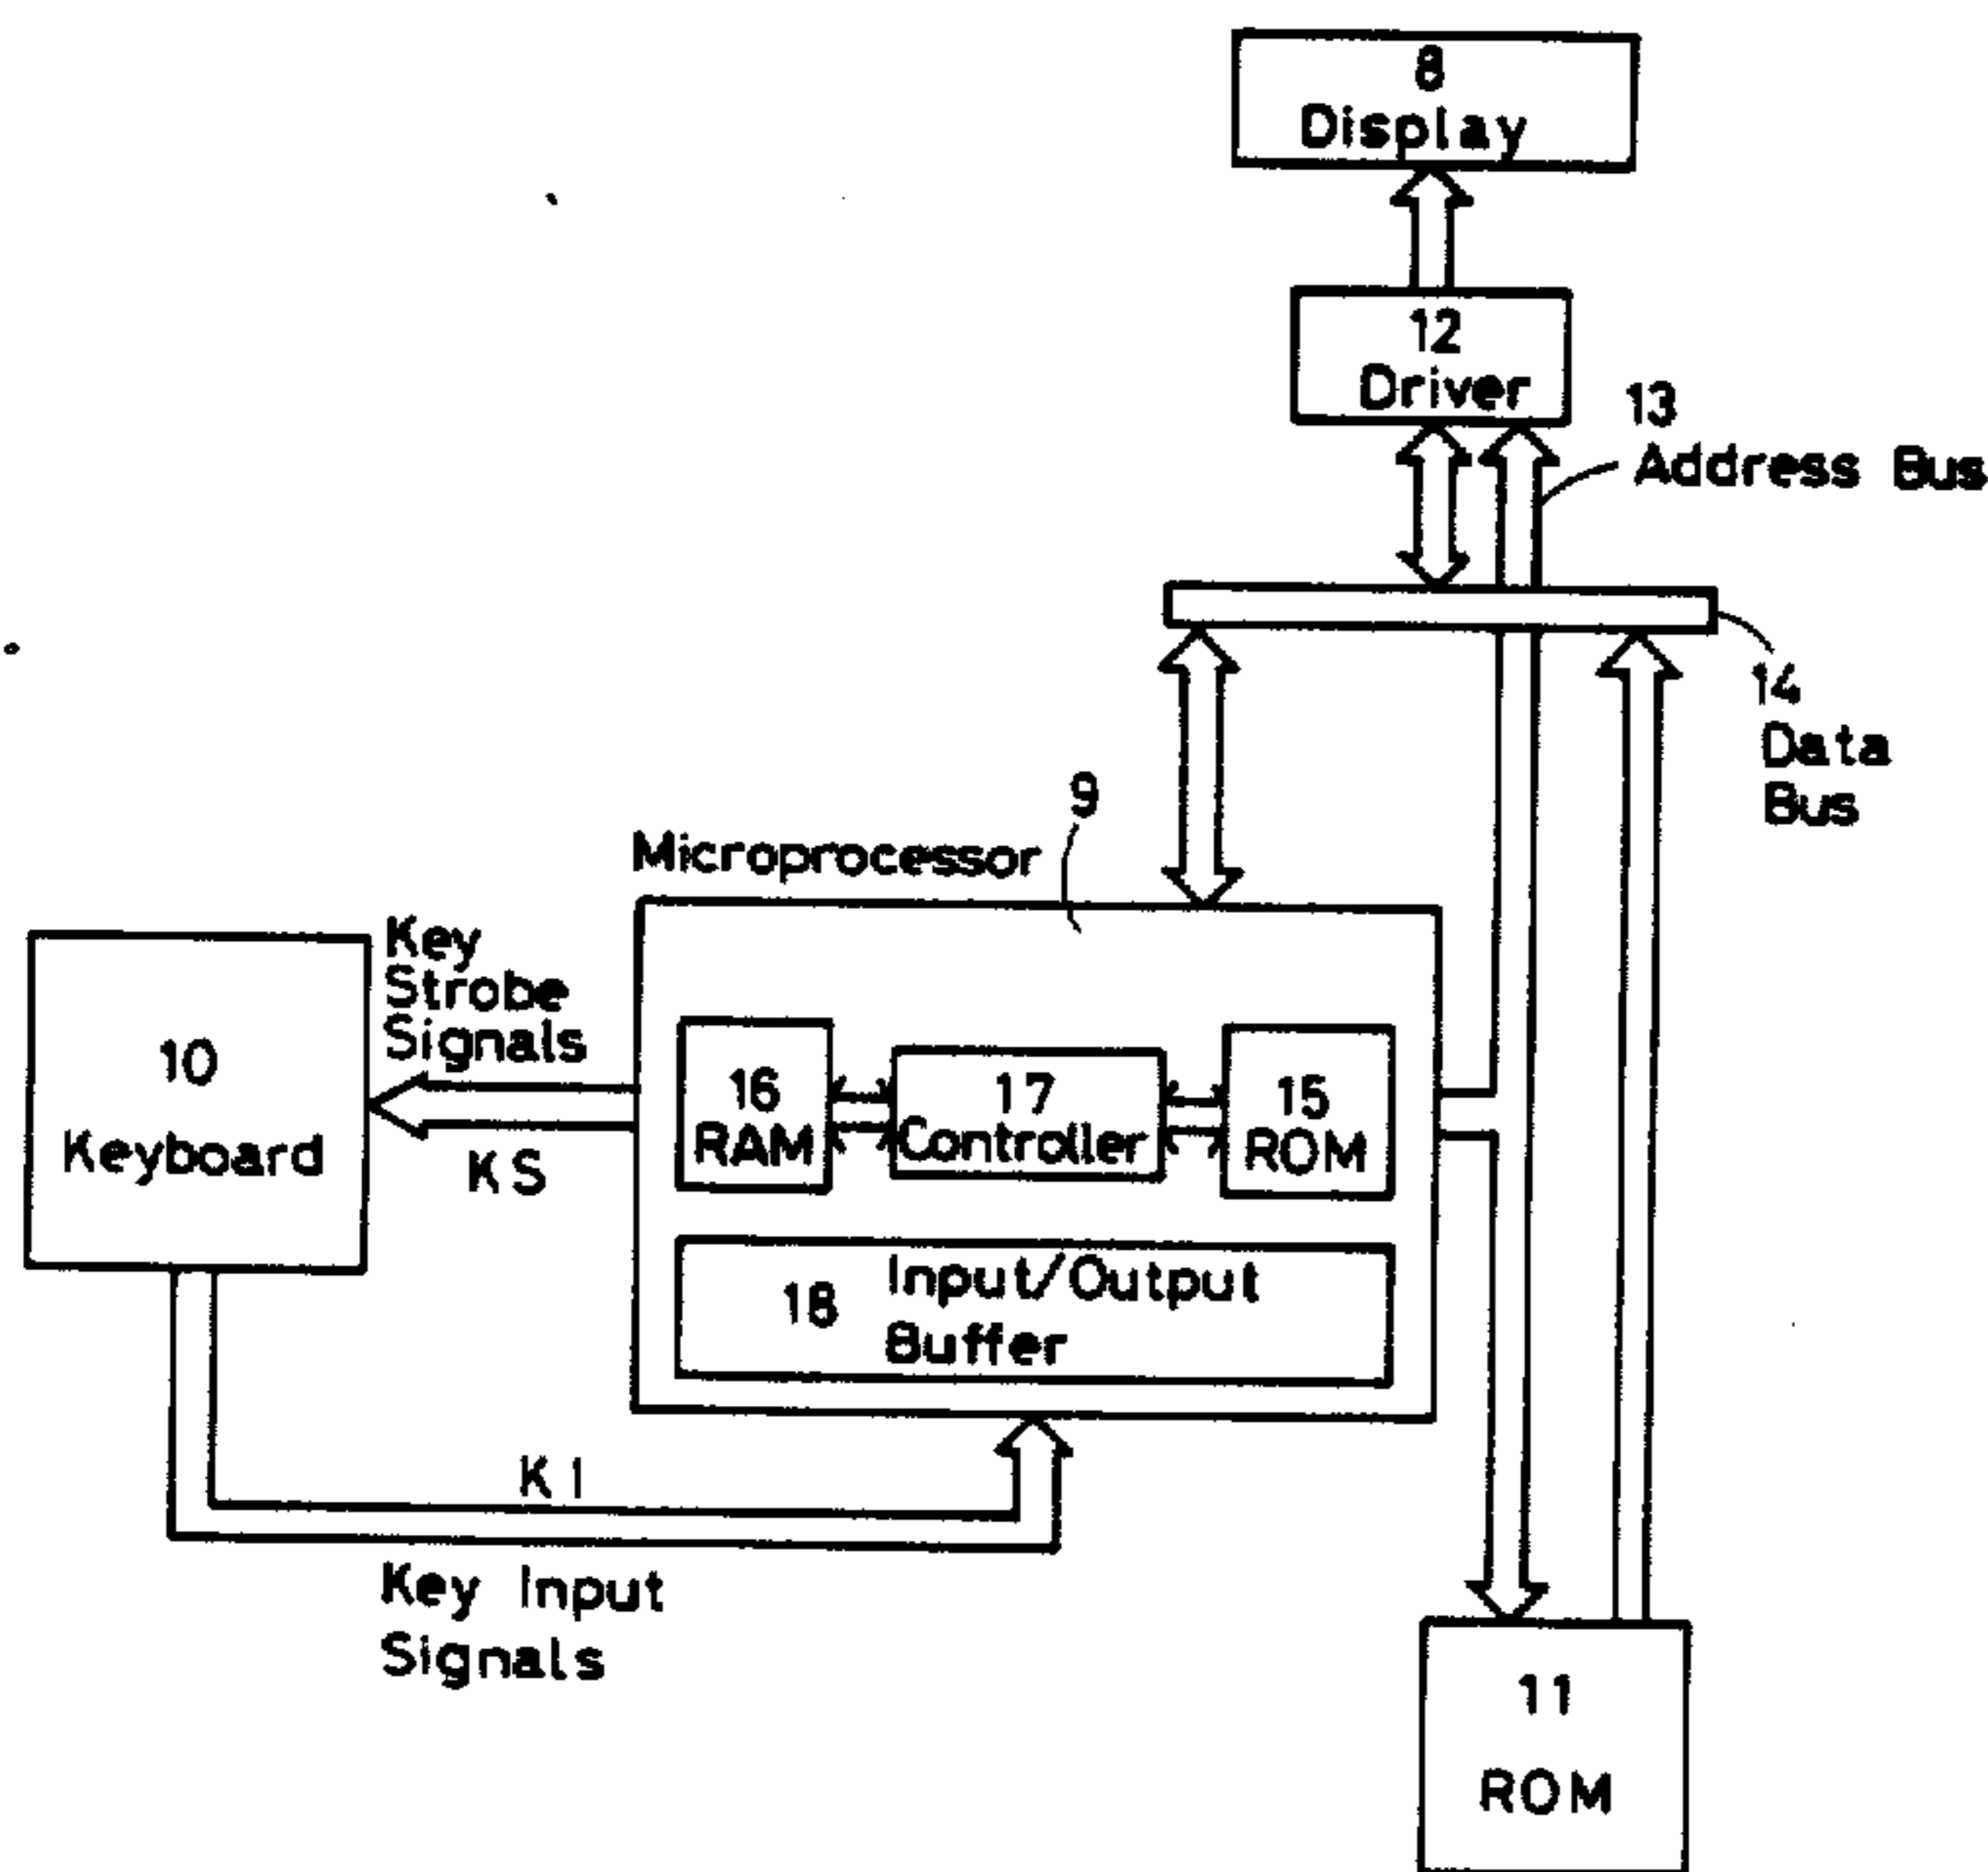 8
Display
12
Driver
13
Address Bus
14
Data
Bus
9
Microprocessor
Key
Strobe
Signals
KS
10
Keyboard
16
RAM
17
Controller
15
ROM
18
Input/Output
Buffer
KI
Key Input
Signals
11
ROM